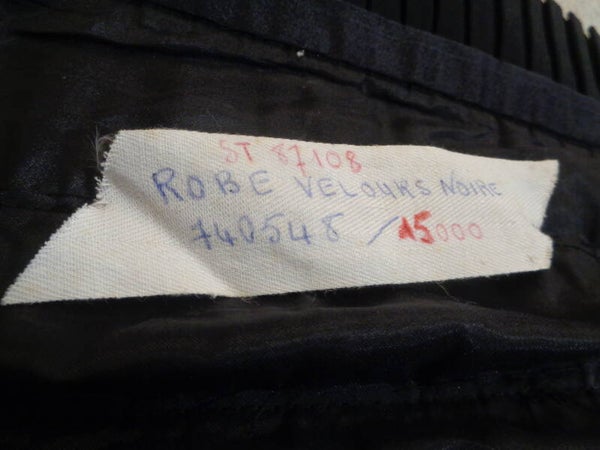 ST 87108
ROBE VELOURS NOIRE
740548 / 15000